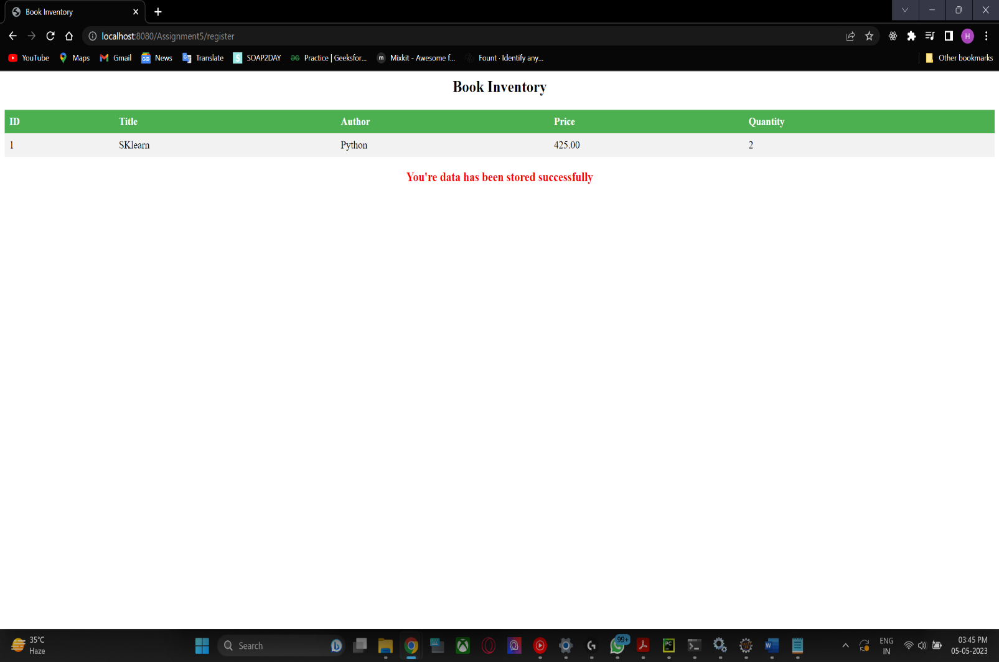 Book Inventory
localhost:8080/Assignment5/register
H
YouTube Maps Gmail News Translate SOAP2DAY Practice | Geeksfor... Mixkit - Awesome f... Fount · Identify any... Other bookmarks
Book Inventory
ID Title Author Price Quantity
1 SKlearn Python 425.00 2
You're data has been stored successfully
35°C
Haze
Search
99+
PC
W
ENG
IN
03:45 PM
05-05-2023